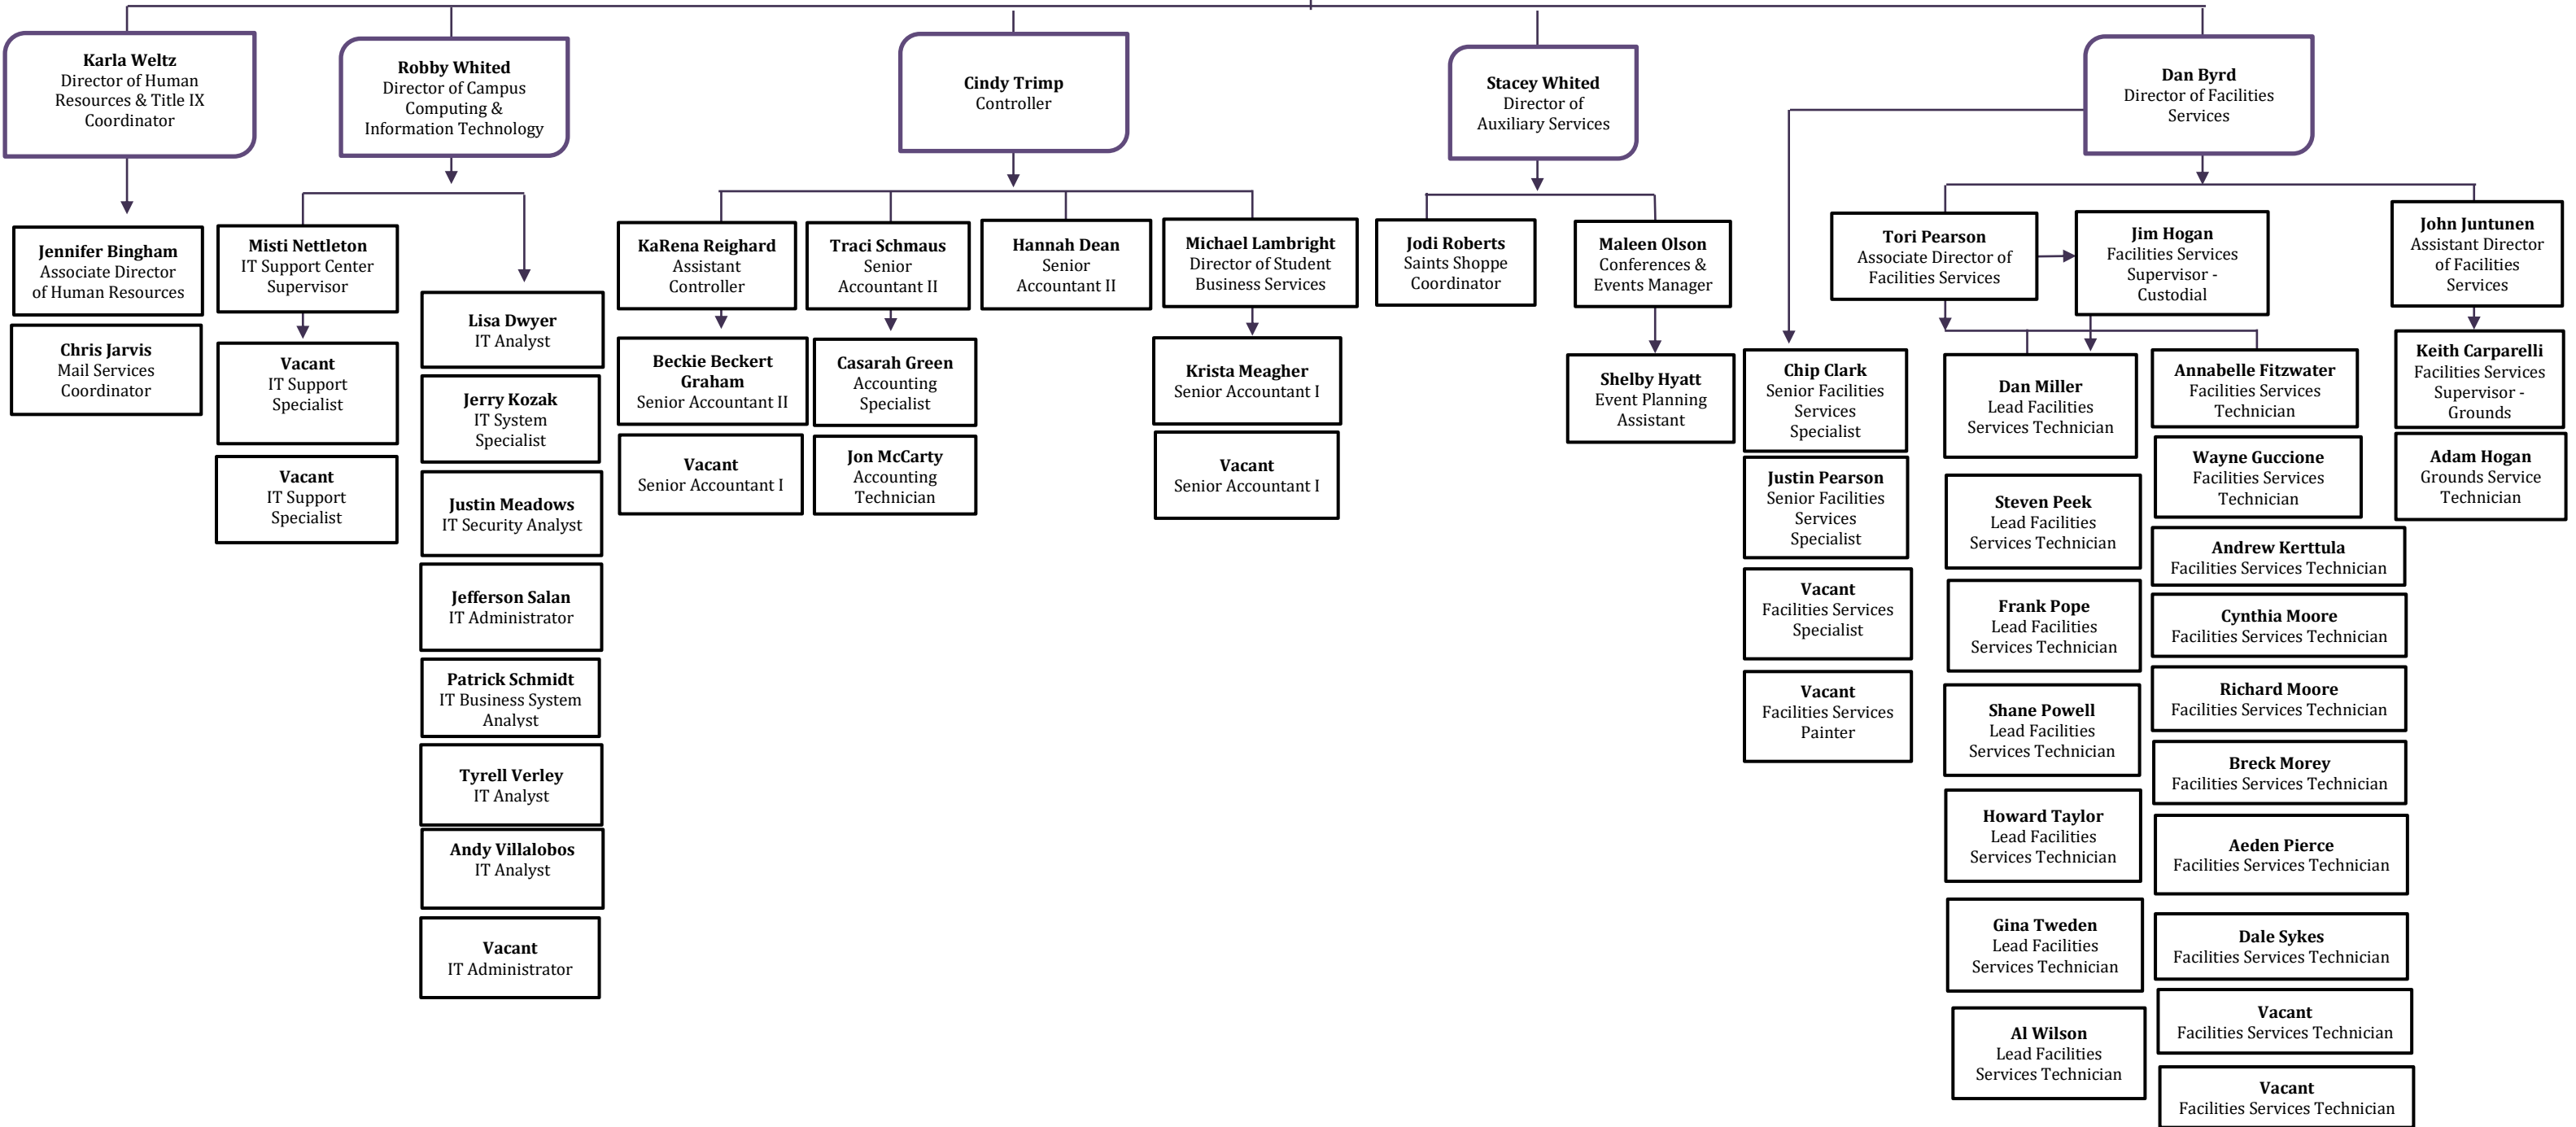 Karla Weltz
Director of Human
Resources & Title IX
Coordinator
Robby Whited
Director of Campus
Computing &
Information Technology
Cindy Trimp
Controller
Stacey Whited
Director of
Auxiliary Services
Dan Byrd
Director of Facilities
Services
Jennifer Bingham
Associate Director
of Human Resources
Chris Jarvis
Mail Services
Coordinator
Misti Nettleton
IT Support Center
Supervisor
Vacant
IT Support
Specialist
Vacant
IT Support
Specialist
Lisa Dwyer
IT Analyst
Jerry Kozak
IT System
Specialist
Justin Meadows
IT Security Analyst
Jefferson Salan
IT Administrator
Patrick Schmidt
IT Business System
Analyst
Tyrell Verley
IT Analyst
Andy Villalobos
IT Analyst
Vacant
IT Administrator
KaRena Reighard
Assistant
Controller
Beckie Beckert
Graham
Senior Accountant II
Vacant
Senior Accountant I
Traci Schmaus
Senior
Accountant II
Casarah Green
Accounting
Specialist
Jon McCarty
Accounting
Technician
Hannah Dean
Senior
Accountant II
Michael Lambright
Director of Student
Business Services
Krista Meagher
Senior Accountant I
Vacant
Senior Accountant I
Jodi Roberts
Saints Shoppe
Coordinator
Maleen Olson
Conferences &
Events Manager
Shelby Hyatt
Event Planning
Assistant
Chip Clark
Senior Facilities
Services
Specialist
Justin Pearson
Senior Facilities
Services
Specialist
Vacant
Facilities Services
Specialist
Vacant
Facilities Services
Painter
Tori Pearson
Associate Director of
Facilities Services
Jim Hogan
Facilities Services
Supervisor -
Custodial
Dan Miller
Lead Facilities
Services Technician
Steven Peek
Lead Facilities
Services Technician
Frank Pope
Lead Facilities
Services Technician
Shane Powell
Lead Facilities
Services Technician
Howard Taylor
Lead Facilities
Services Technician
Gina Tweden
Lead Facilities
Services Technician
Al Wilson
Lead Facilities
Services Technician
Annabelle Fitzwater
Facilities Services
Technician
Wayne Guccione
Facilities Services
Technician
Andrew Kerttula
Facilities Services Technician
Cynthia Moore
Facilities Services Technician
Richard Moore
Facilities Services Technician
Breck Morey
Facilities Services Technician
Aeden Pierce
Facilities Services Technician
Dale Sykes
Facilities Services Technician
Vacant
Facilities Services Technician
Vacant
Facilities Services Technician
John Juntunen
Assistant Director
of Facilities
Services
Keith Carparelli
Facilities Services
Supervisor -
Grounds
Adam Hogan
Grounds Service
Technician